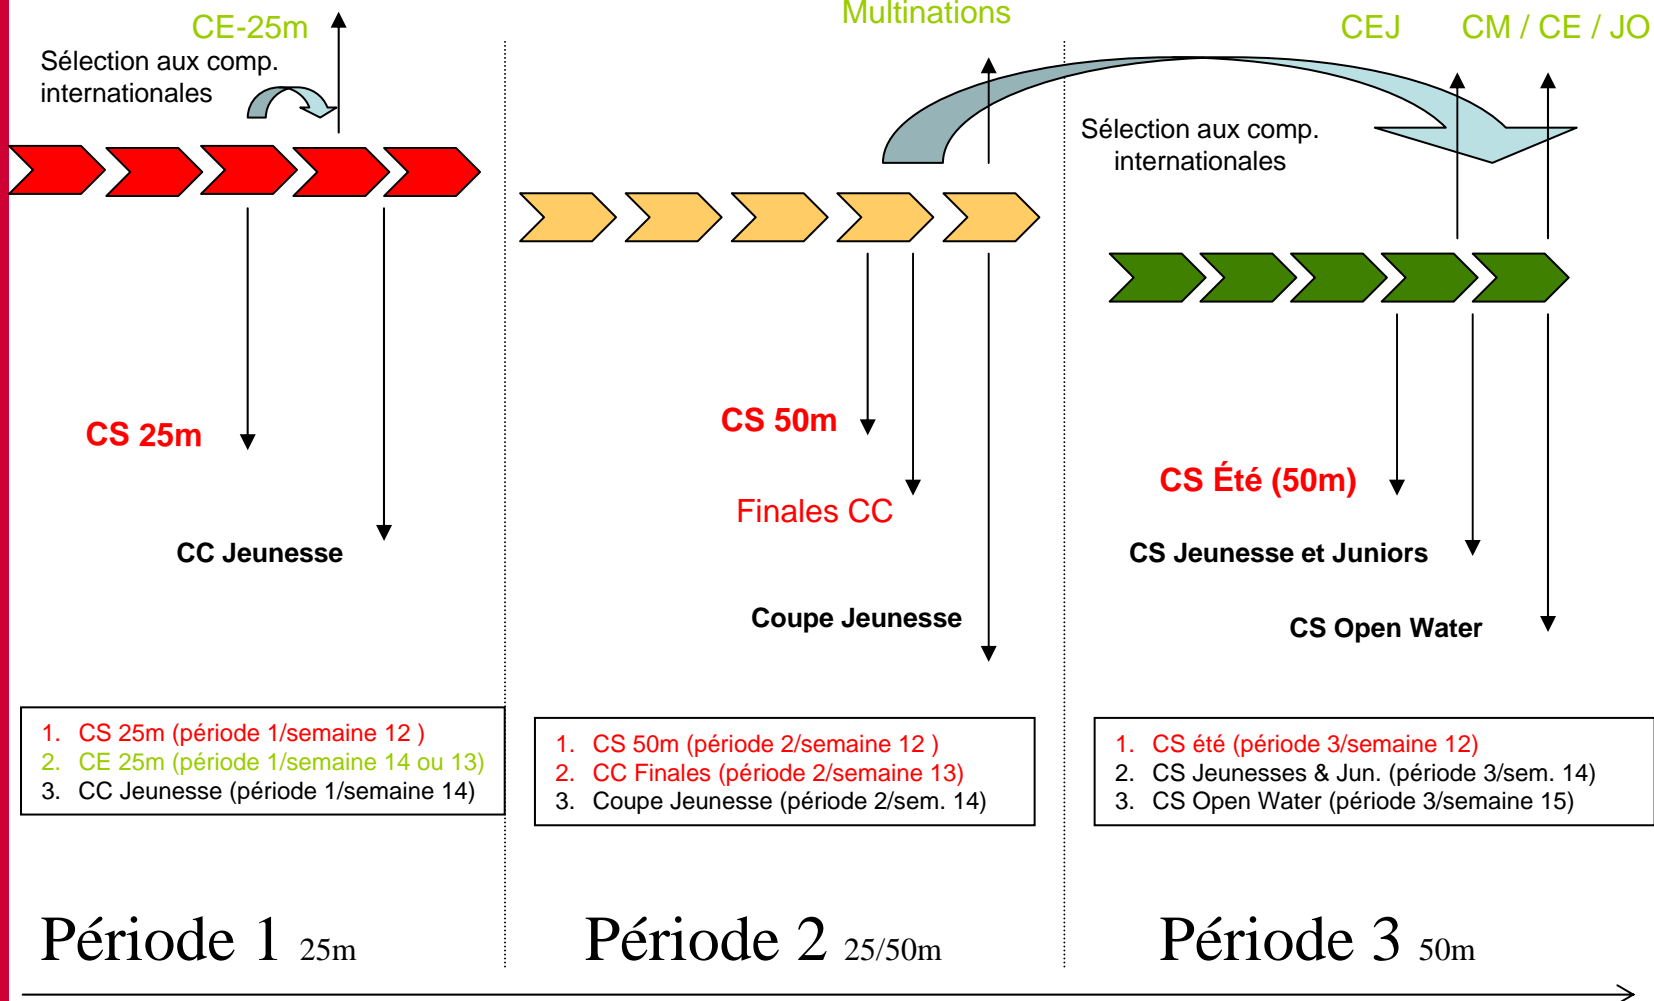 CE-25m
Sélection aux comp.
internationales
CS 25m
CC Jeunesse
1. CS 25m (période 1/semaine 12 )
2. CE 25m (période 1/semaine 14 ou 13)
3. CC Jeunesse (période 1/semaine 14)
Période 1 25m
Multinations
CS 50m
Finales CC
Coupe Jeunesse
1. CS 50m (période 2/semaine 12 )
2. CC Finales (période 2/semaine 13)
3. Coupe Jeunesse (période 2/sem. 14)
Période 2 25/50m
CEJ
CM / CE / JO
Sélection aux comp.
internationales
CS Été (50m)
CS Jeunesse et Juniors
CS Open Water
1. CS été (période 3/semaine 12)
2. CS Jeunesses & Jun. (période 3/sem. 14)
3. CS Open Water (période 3/semaine 15)
Période 3 50m